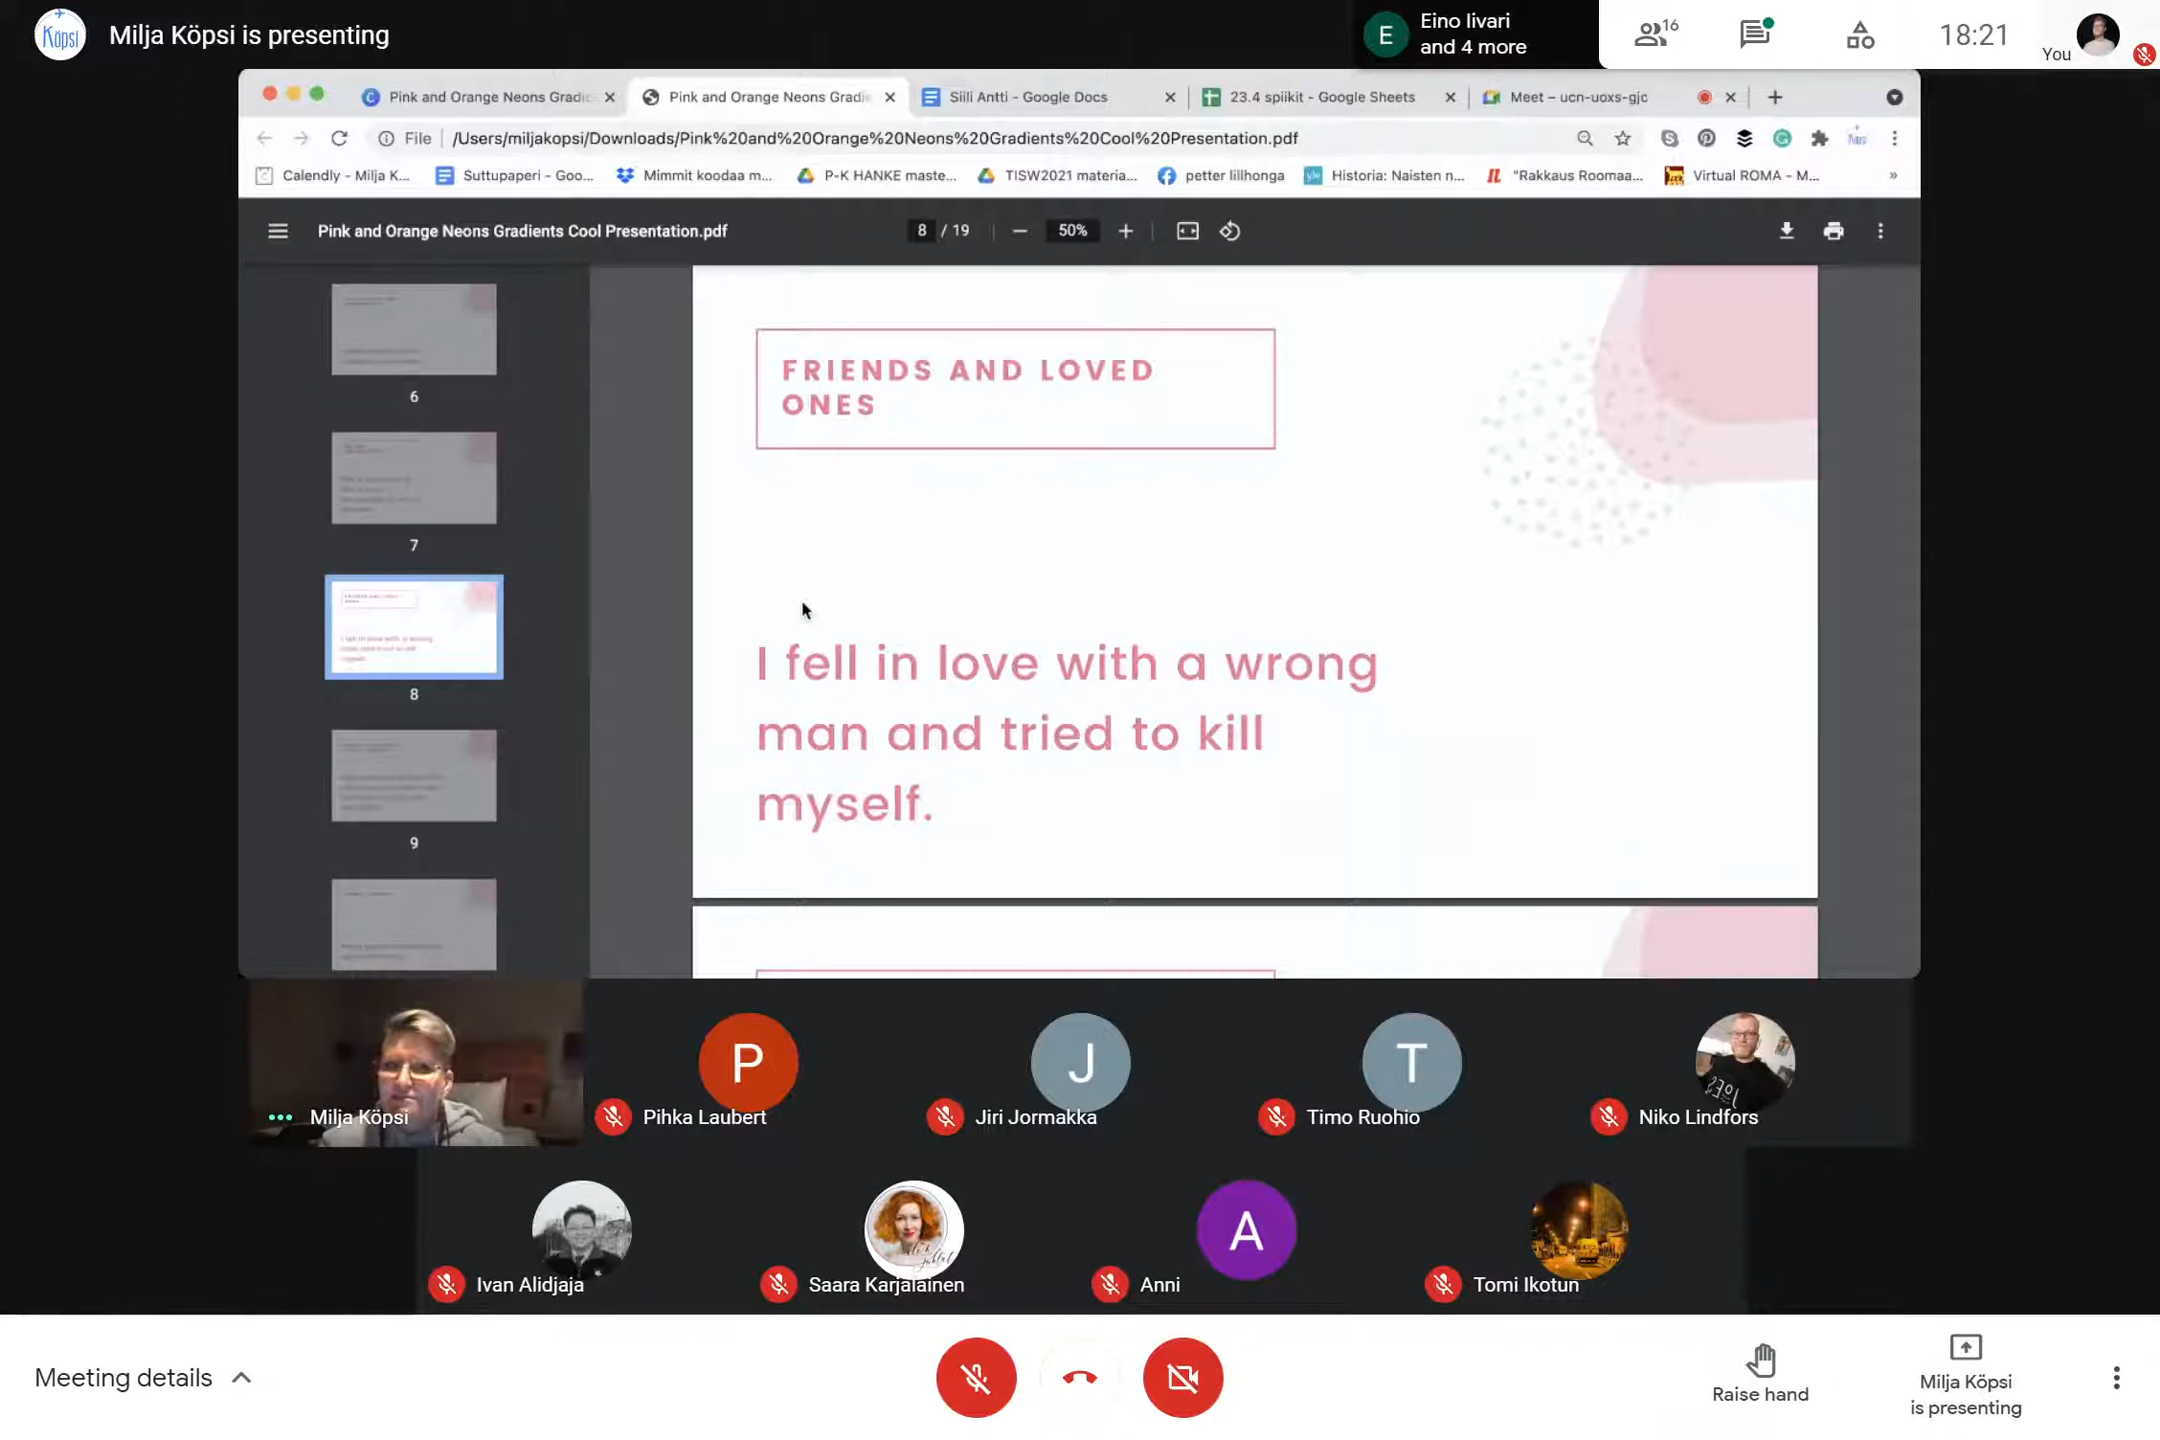 Köpsi
Milja Köpsi is presenting
E
Eino Iivari
and 4 more
16
18:21
You
Pink and Orange Neons Gradie
Pink and Orange Neons Gradie
Siili Antti - Google Docs
23.4 spiikit - Google Sheets
Meet – ucn-uoxs-gjc
File
/Users/miljakopsi/Downloads/Pink%20and%20Orange%20Neons%20Gradients%20Cool%20Presentation.pdf
Calendly - Milja K...
Suttupaperi - Goo...
Mimmit koodaa m...
P-K HANKE maste...
TISW2021 materia...
petter lillhonga
Historia: Naisten n...
"Rakkaus Roomaa...
Virtual ROMA - M...
»
Pink and Orange Neons Gradients Cool Presentation.pdf
8 / 19
50%
6
7
8
9
FRIENDS AND LOVED
ONES
I fell in love with a wrong
man and tried to kill
myself.
Milja Köpsi
P
Pihka Laubert
J
Jiri Jormakka
T
Timo Ruohio
Niko Lindfors
Ivan Alidjaja
Saara Karjalainen
A
Anni
Tomi Ikotun
Meeting details
Raise hand
Milja Köpsi
is presenting